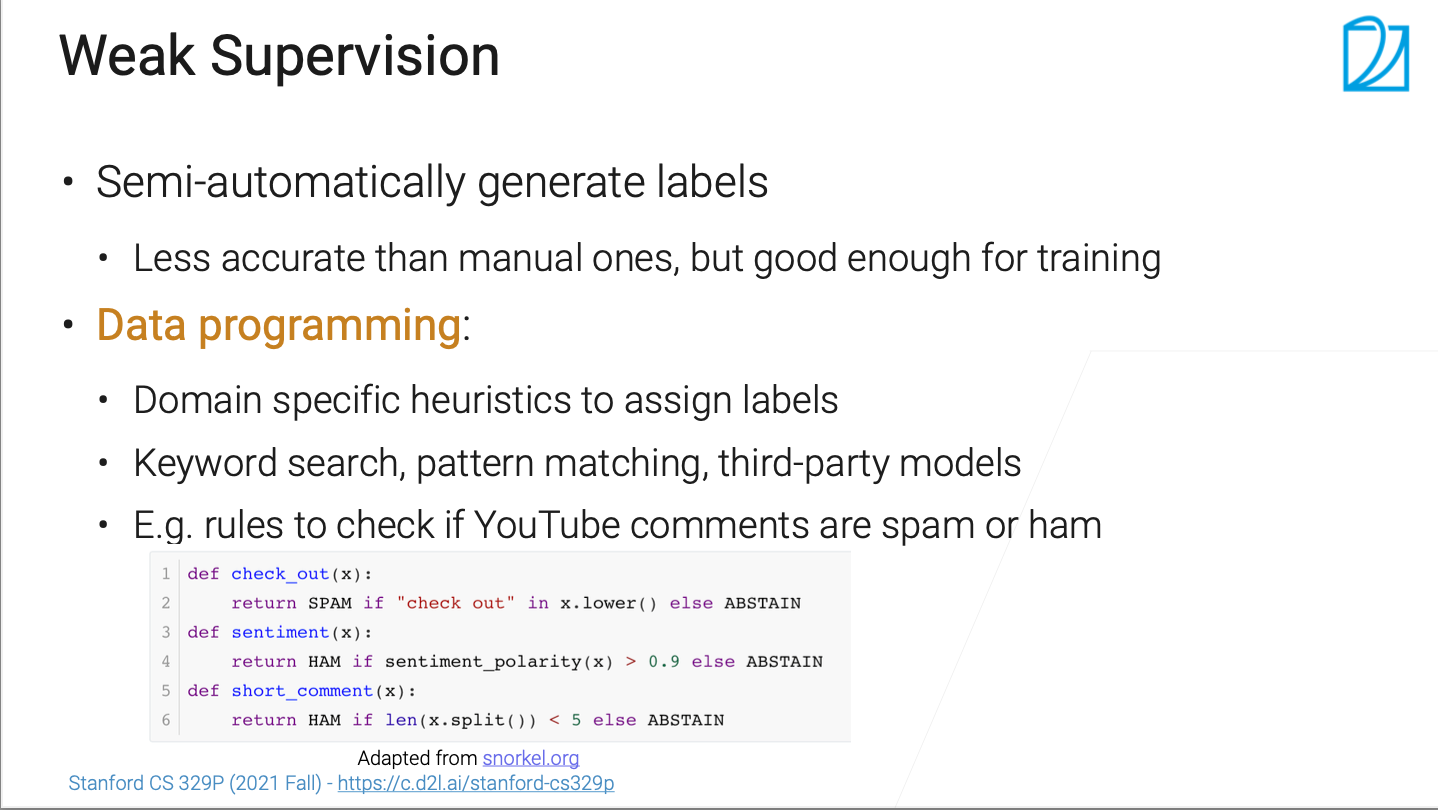 Weak Supervision
• Semi-automatically generate labels
• Less accurate than manual ones, but good enough for training
• Data programming:
• Domain specific heuristics to assign labels
• Keyword search, pattern matching, third-party models
• E.g. rules to check if YouTube comments are spam or ham
1 def check_out(x):
2     return SPAM if "check out" in x.lower() else ABSTAIN
3 def sentiment(x):
4     return HAM if sentiment_polarity(x) > 0.9 else ABSTAIN
5 def short_comment(x):
6     return HAM if len(x.split()) < 5 else ABSTAIN
Adapted from snorkel.org
Stanford CS 329P (2021 Fall) - https://c.d2l.ai/stanford-cs329p